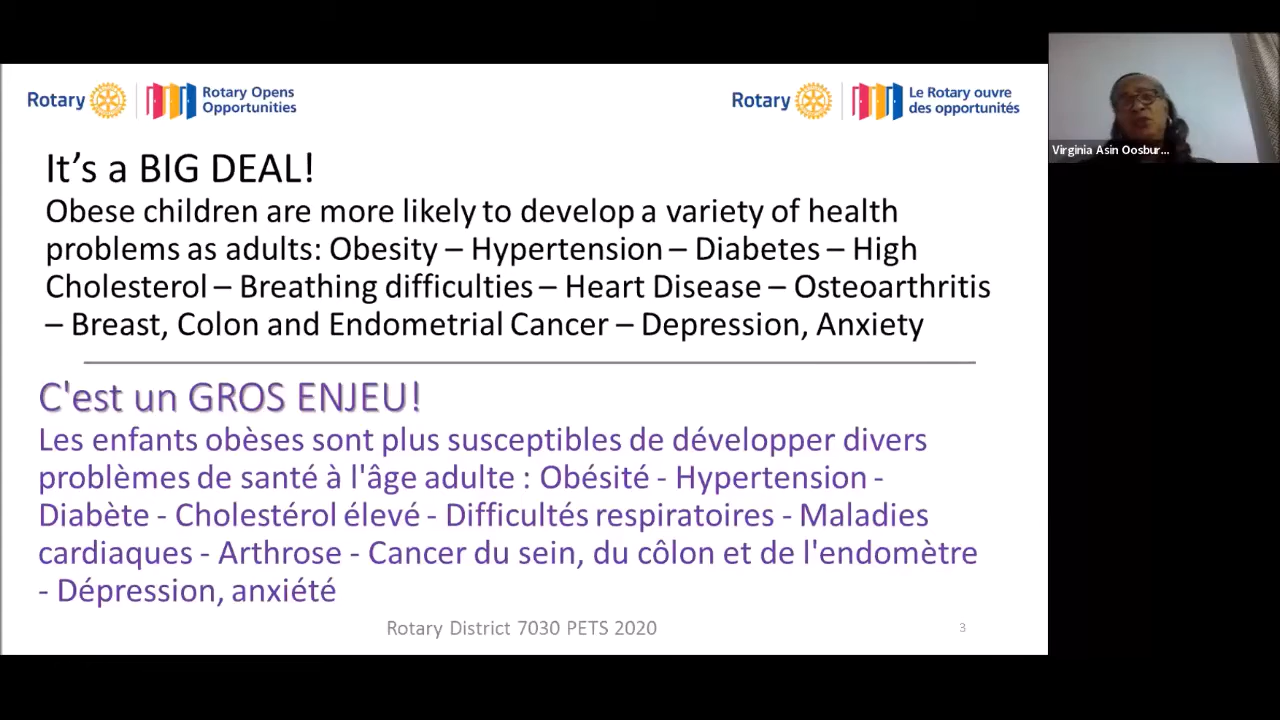 Rotary
Rotary Opens
Opportunities
Rotary
Le Rotary ouvre
des opportunités
Virginia Asin Oosbur...
It's a BIG DEAL!
Obese children are more likely to develop a variety of health
problems as adults: Obesity – Hypertension – Diabetes – High
Cholesterol – Breathing difficulties – Heart Disease – Osteoarthritis
– Breast, Colon and Endometrial Cancer – Depression, Anxiety
C'est un GROS ENJEU!
Les enfants obèses sont plus susceptibles de développer divers
problèmes de santé à l'âge adulte : Obésité - Hypertension -
Diabète - Cholestérol élevé - Difficultés respiratoires - Maladies
cardiaques - Arthrose - Cancer du sein, du côlon et de l'endomètre
- Dépression, anxiété
Rotary District 7030 PETS 2020
3